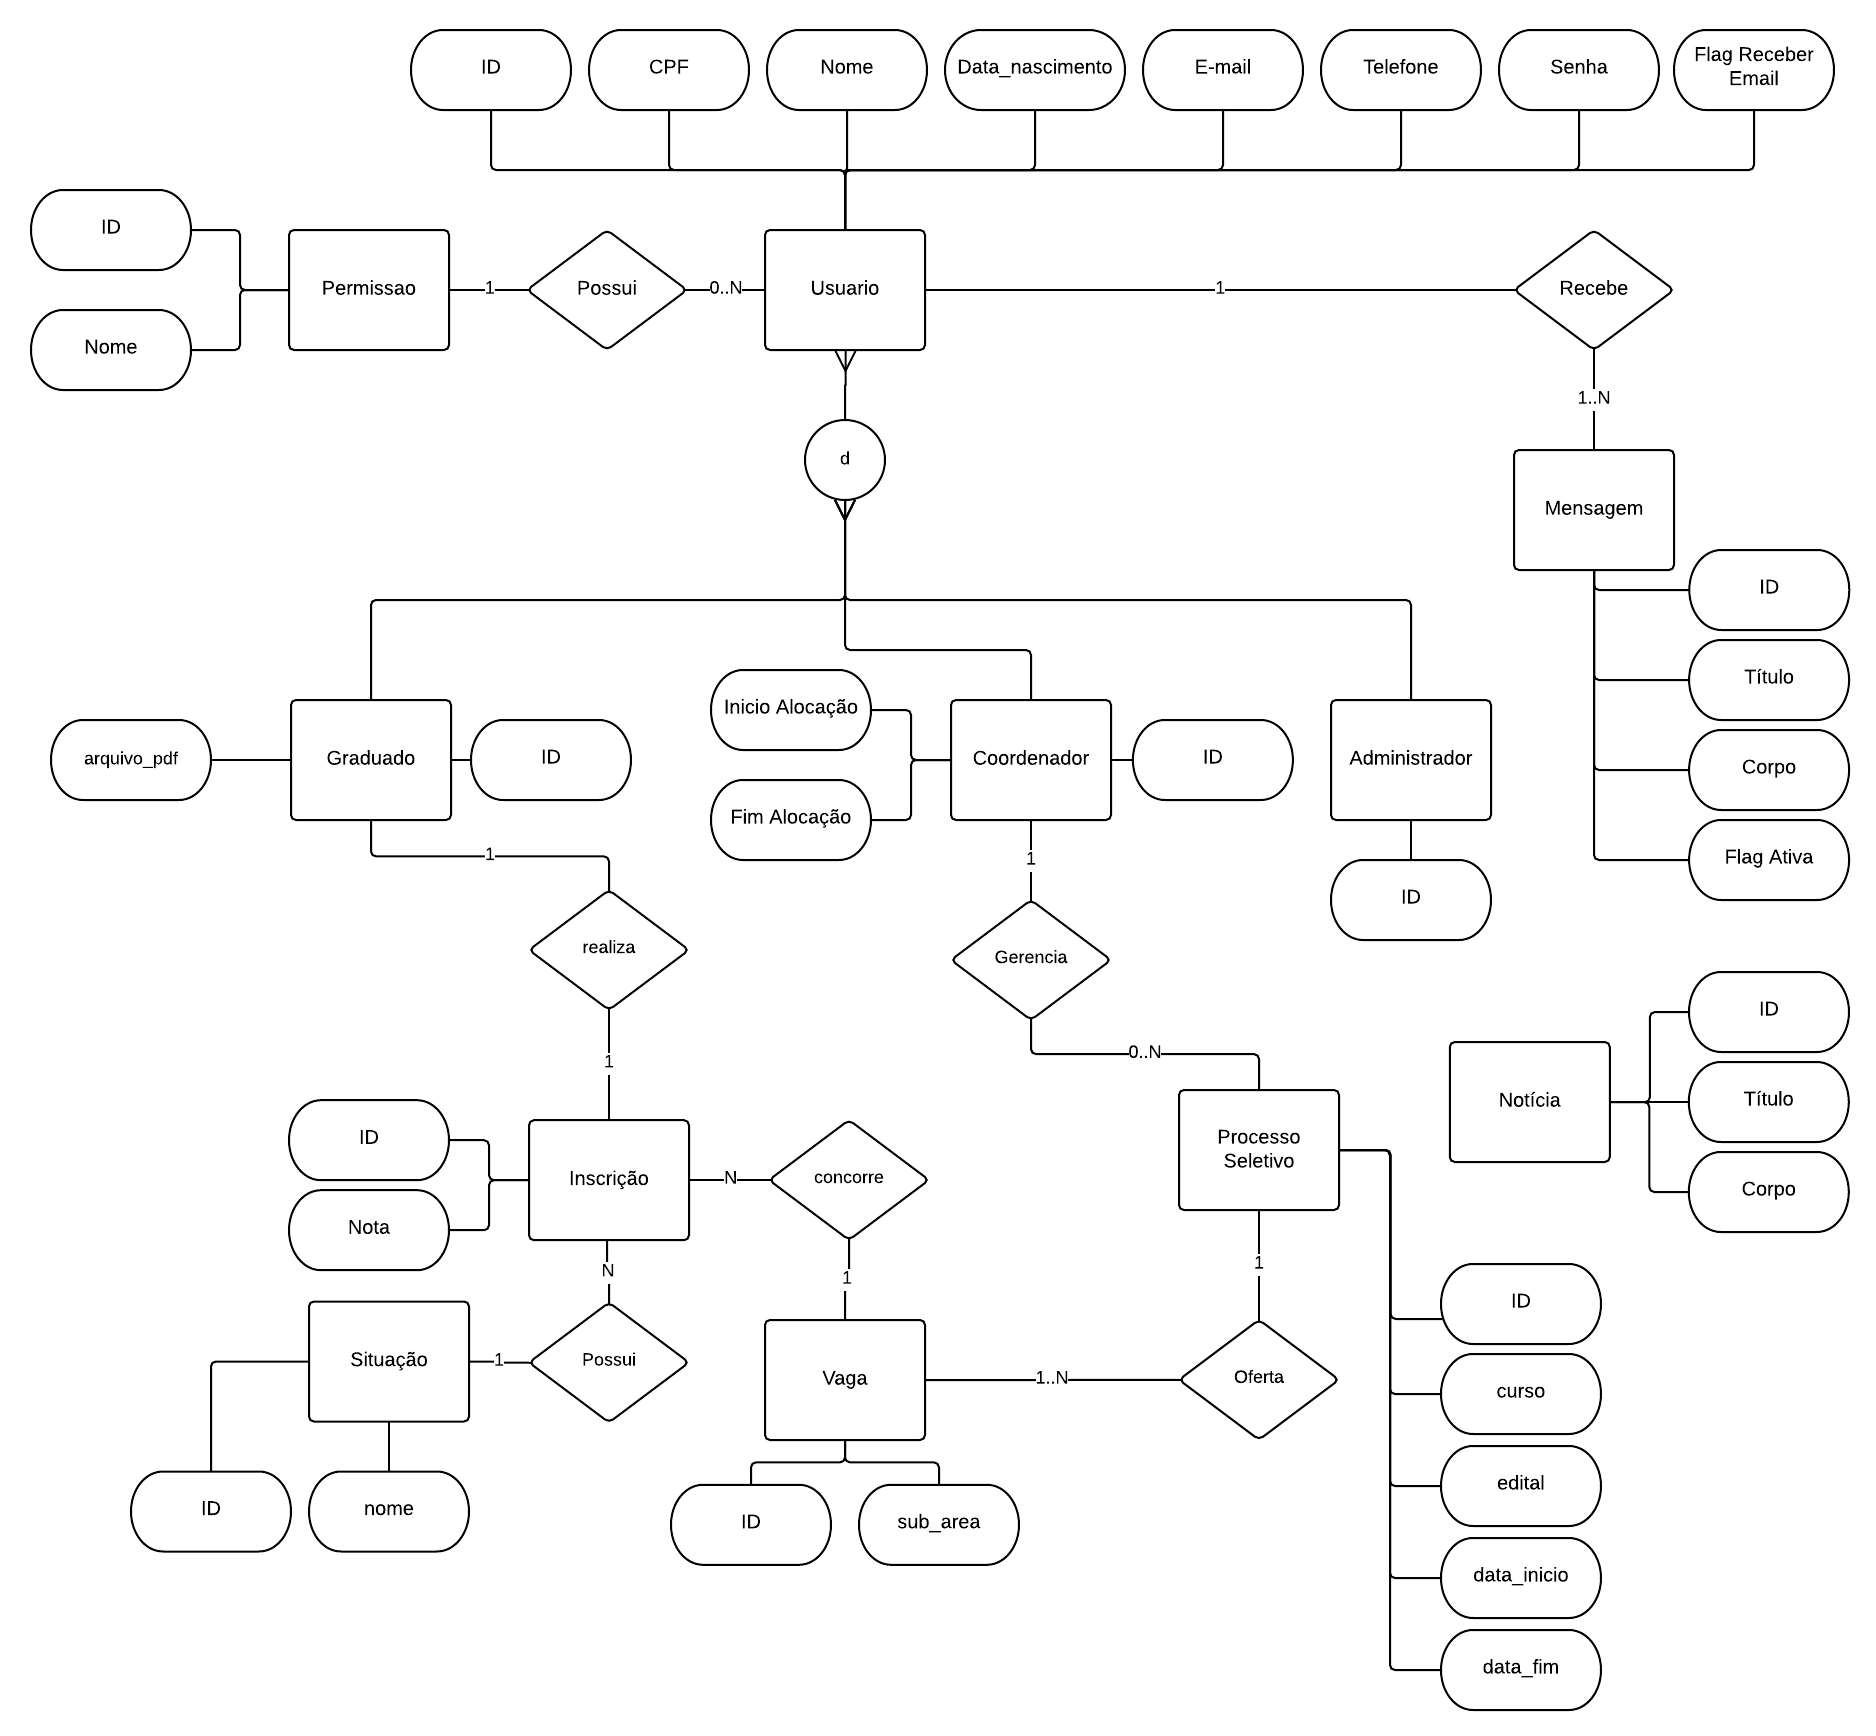 ID
CPF
Nome
Data_nascimento
E-mail
Telefone
Senha
Flag Receber
Email
ID
Nome
Permissao
1
Possui
0..N
Usuario
1
Recebe
1..N
d
Mensagem
ID
Título
Corpo
Flag Ativa
arquivo_pdf
Graduado
ID
Inicio Alocação
Fim Alocação
Coordenador
ID
Administrador
ID
1
realiza
1
1
Gerencia
0..N
Notícia
ID
Título
Corpo
ID
Nota
Inscrição
N
concorre
1
Processo
Seletivo
N
1
Situação
1
Possui
Vaga
1..N
Oferta
ID
curso
edital
data_inicio
data_fim
ID
nome
ID
sub_area